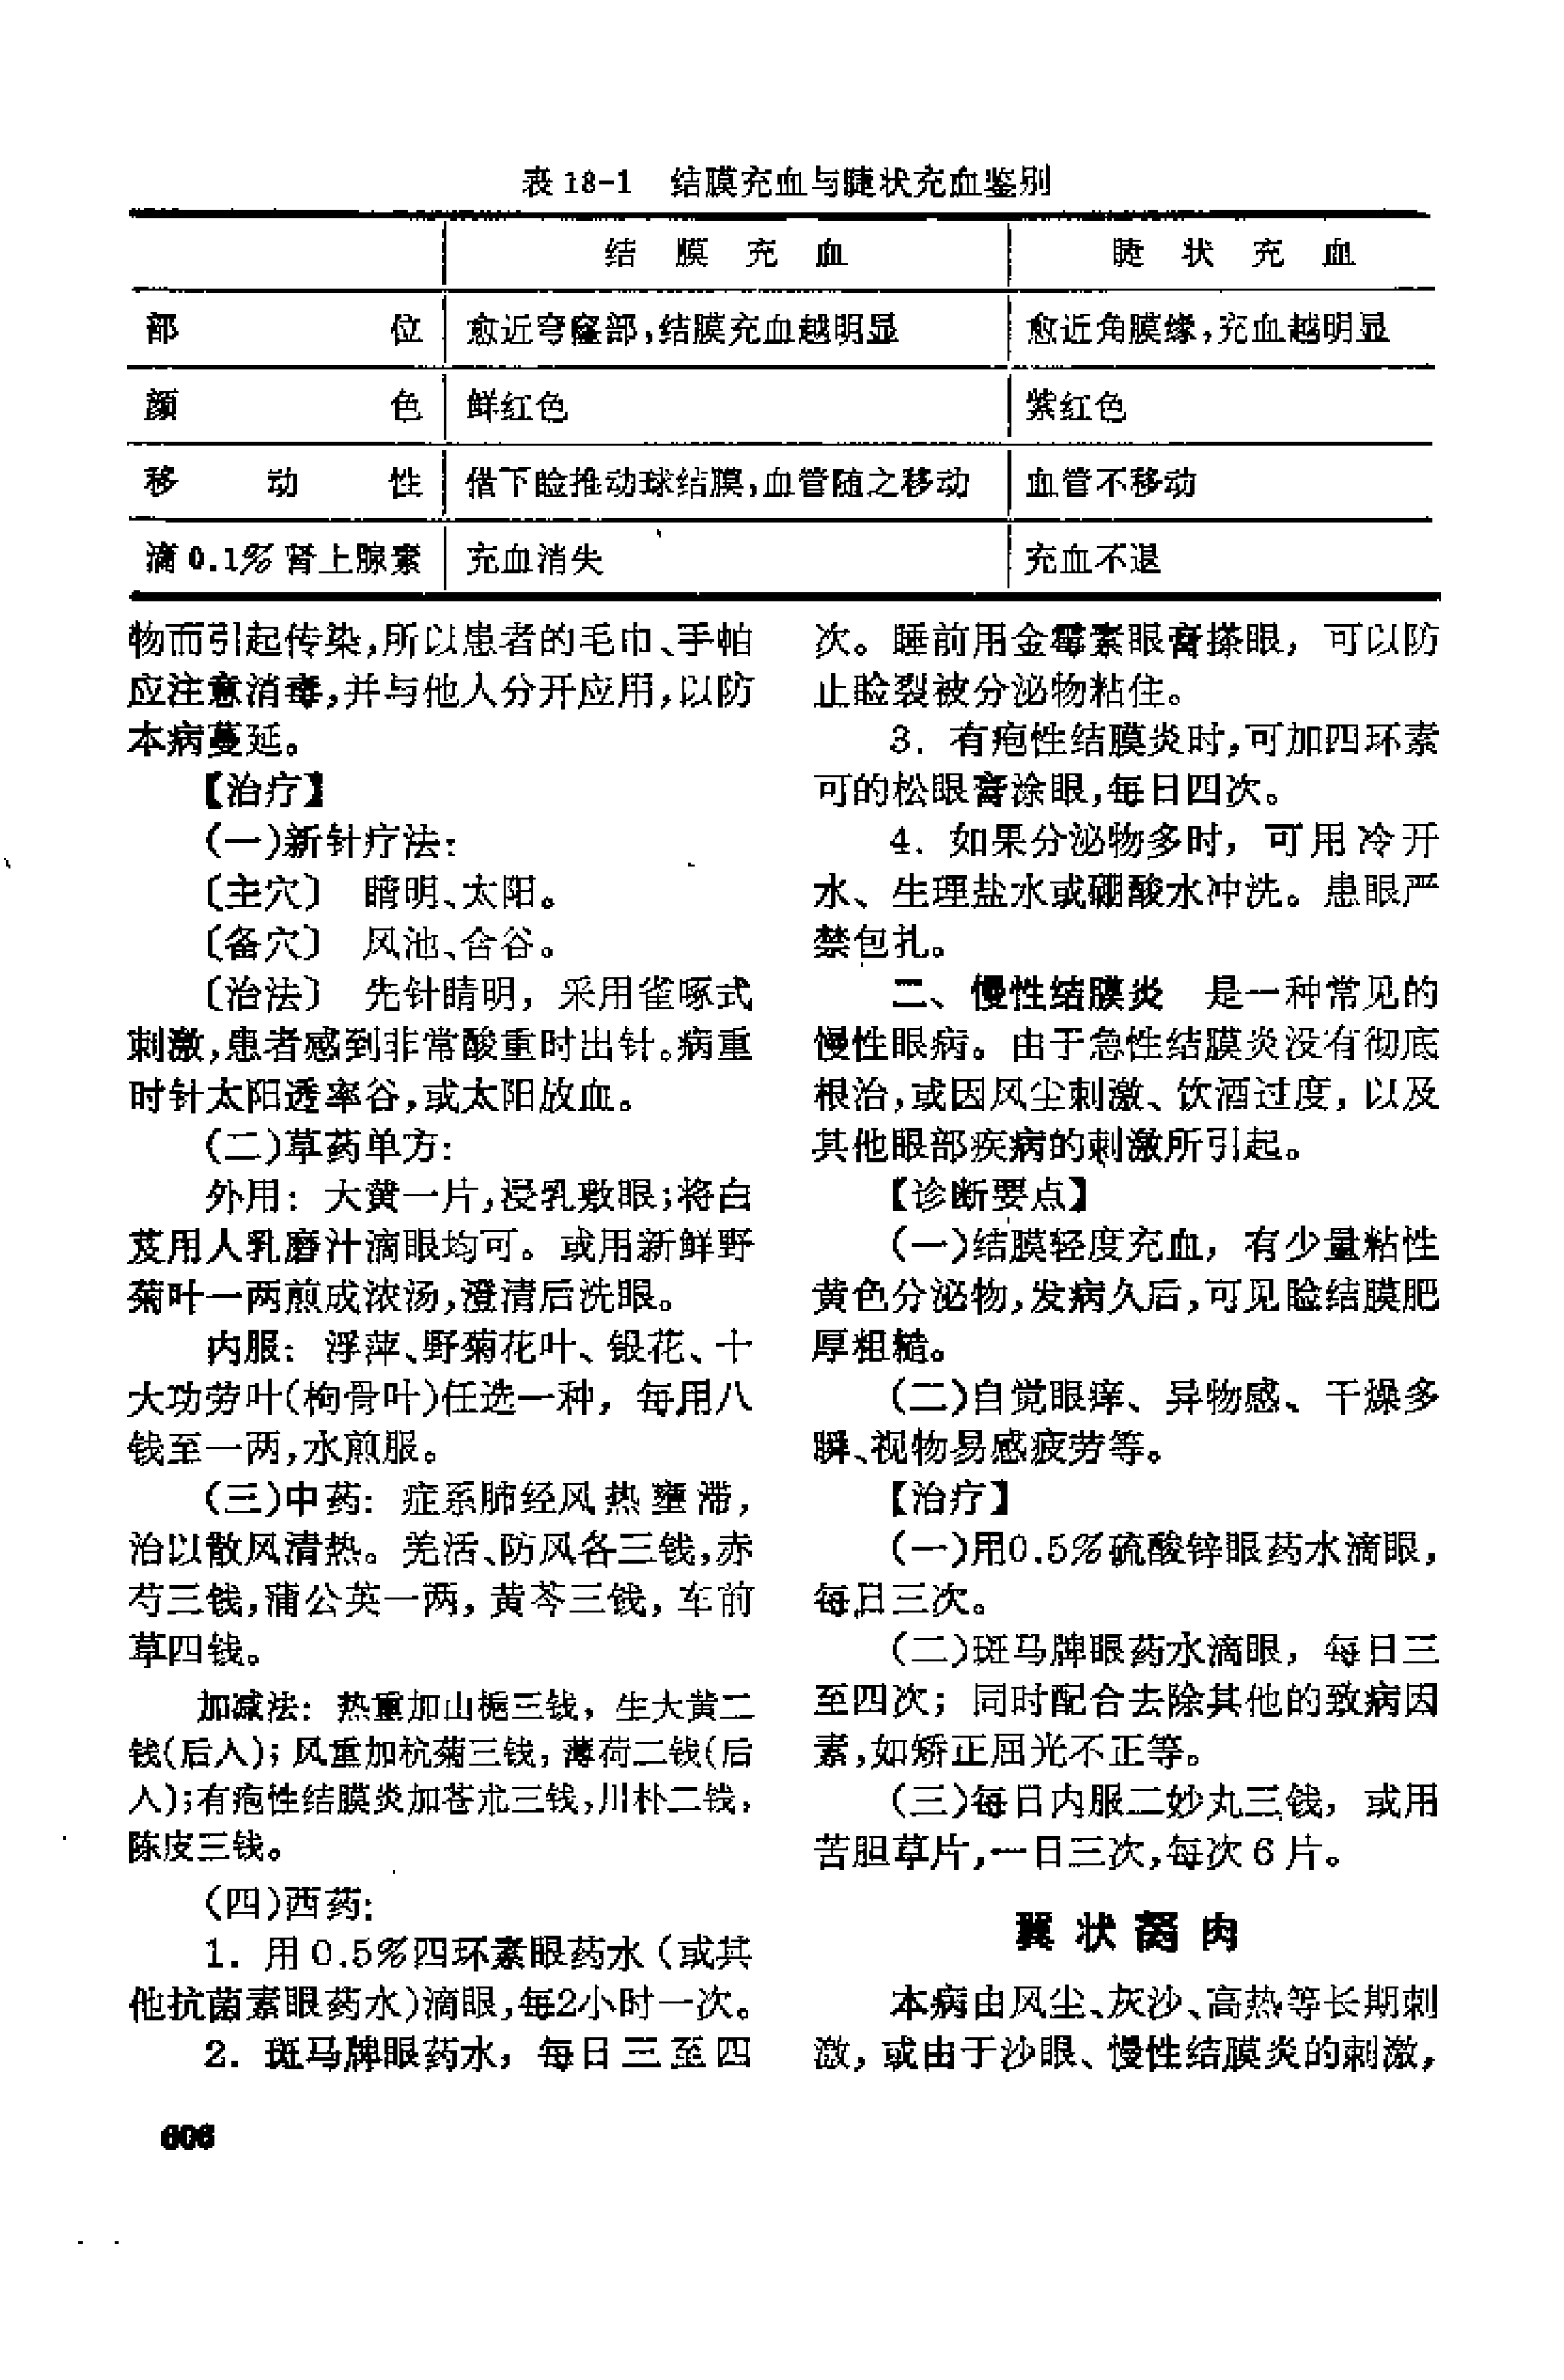 表 18-1 结膜充血与睫状充血鉴别
结膜充血 睫状充血
部位 愈近穹窿部,结膜充血越明显 愈近角膜缘,充血越明显
颜色 鲜红色 紫红色
移动性 借下睑推动球结膜,血管随之移动 血管不移动
滴 0.1% 肾上腺素 充血消失 充血不退
物而引起传染,所以患者的毛巾、手帕
应注意消毒,并与他人分开应用,以防
本病蔓延。
【治疗】
(一)新针疗法:
〔主穴〕 睛明、太阳。
〔备穴〕 风池、合谷。
〔治法〕 先针睛明, 采用雀啄式
刺激,患者感到非常酸重时出针。病重
时针太阳透率谷,或太阳放血。
(二)草药单方:
外用: 大黄一片,浸乳敷眼;将白
芨用人乳磨汁滴眼均可。或用新鲜野
菊叶一两煎成浓汤,澄清后洗眼。
内服: 浮萍、野菊花叶、银花、十
大功劳叶(枸骨叶)任选一种, 每用八
钱至一两,水煎服。
(三)中药: 症系肺经风热壅滞,
治以散风清热。羌活、防风各三钱,赤
芍三钱,蒲公英一两, 黄芩三钱, 车前
草四钱。
加减法: 热重加山栀三钱, 生大黄二
钱(后入); 风重加杭菊三钱, 薄荷二钱(后
入);有疱性结膜炎加苍朮三钱,川朴二钱,
陈皮三钱。
(四)西药:
1. 用 0.5%四环素眼药水(或其
他抗菌素眼药水)滴眼,每2小时一次。
2. 斑马牌眼药水, 每日三至四
次。睡前用金霉素眼膏搽眼, 可以防
止睑裂被分泌物粘住。
3. 有疱性结膜炎时,可加四环素
可的松眼膏涂眼,每日四次。
4. 如果分泌物多时, 可用冷开
水、生理盐水或硼酸水冲洗。患眼严
禁包扎。
二、慢性结膜炎 是一种常见的
慢性眼病。由于急性结膜炎没有彻底
根治,或因风尘刺激、饮酒过度, 以及
其他眼部疾病的刺激所引起。
【诊断要点】
(一)结膜轻度充血, 有少量粘性
黄色分泌物,发病久后,可见睑结膜肥
厚粗糙。
(二)自觉眼痒、异物感、干燥多
瞬、视物易感疲劳等。
【治疗】
(一)用0.5%硫酸锌眼药水滴眼,
每日三次。
(二)斑马牌眼药水滴眼, 每日三
至四次; 同时配合去除其他的致病因
素,如矫正屈光不正等。
(三)每日内服二妙丸三钱, 或用
苦胆草片,一日三次,每次 6 片。
翼状胬肉
本病由风尘、灰沙、高热等长期刺
激, 或由于沙眼、慢性结膜炎的刺激,
606